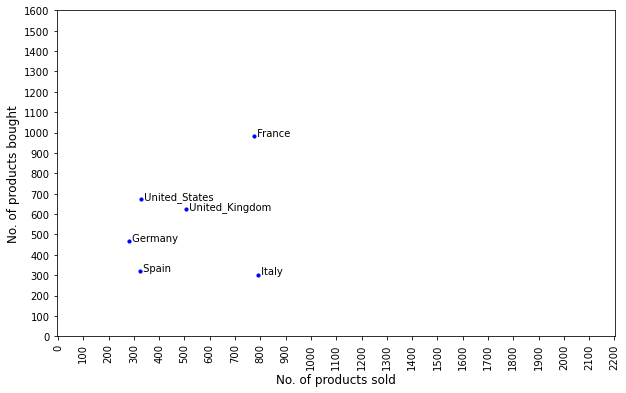 1600
1500
1400
1300
1200
1100
1000
900
800
700
600
500
400
300
200
100
0
No. of products bought
France
United_States
United_Kingdom
Germany
Spain
Italy
0 100 200 300 400 500 600 700 800 900 1000 1100 1200 1300 1400 1500 1600 1700 1800 1900 2000 2100 2200
No. of products sold